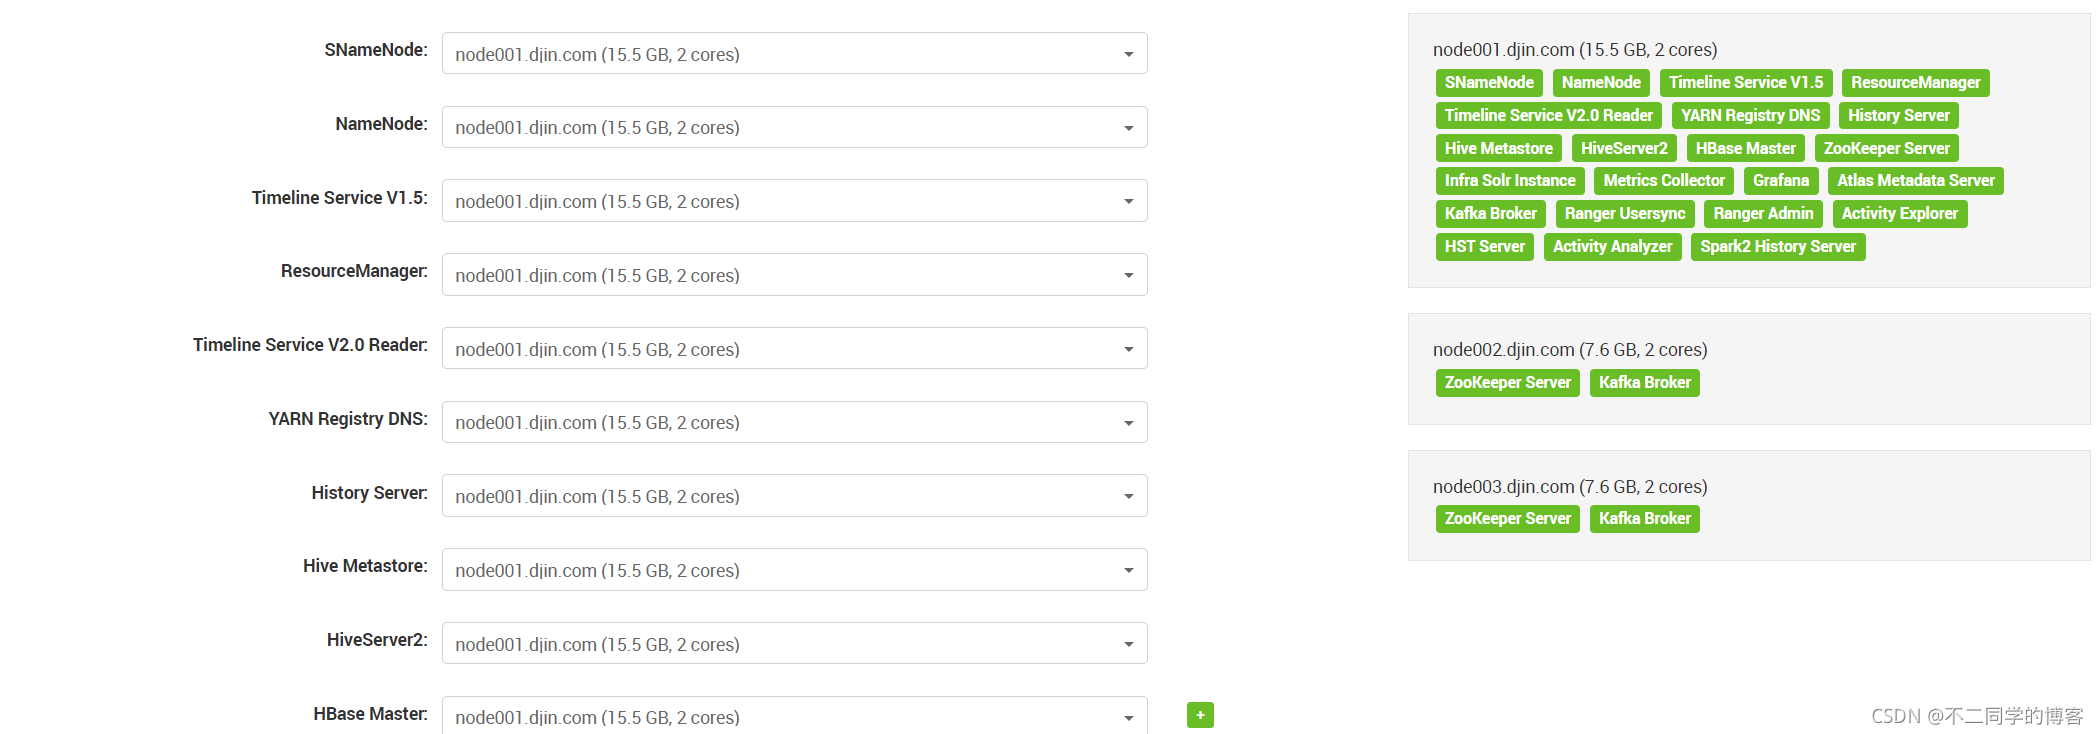 SNameNode: node001.djin.com (15.5 GB, 2 cores)
NameNode: node001.djin.com (15.5 GB, 2 cores)
Timeline Service V1.5: node001.djin.com (15.5 GB, 2 cores)
ResourceManager: node001.djin.com (15.5 GB, 2 cores)
Timeline Service V2.0 Reader: node001.djin.com (15.5 GB, 2 cores)
YARN Registry DNS: node001.djin.com (15.5 GB, 2 cores)
History Server: node001.djin.com (15.5 GB, 2 cores)
Hive Metastore: node001.djin.com (15.5 GB, 2 cores)
HiveServer2: node001.djin.com (15.5 GB, 2 cores)
HBase Master: node001.djin.com (15.5 GB, 2 cores) +
node001.djin.com (15.5 GB, 2 cores)
SNameNode NameNode Timeline Service V1.5 ResourceManager
Timeline Service V2.0 Reader YARN Registry DNS History Server
Hive Metastore HiveServer2 HBase Master ZooKeeper Server
Infra Solr Instance Metrics Collector Grafana Atlas Metadata Server
Kafka Broker Ranger Usersync Ranger Admin Activity Explorer
HST Server Activity Analyzer Spark2 History Server
node002.djin.com (7.6 GB, 2 cores)
ZooKeeper Server Kafka Broker
node003.djin.com (7.6 GB, 2 cores)
ZooKeeper Server Kafka Broker
CSDN @不二同学的博客